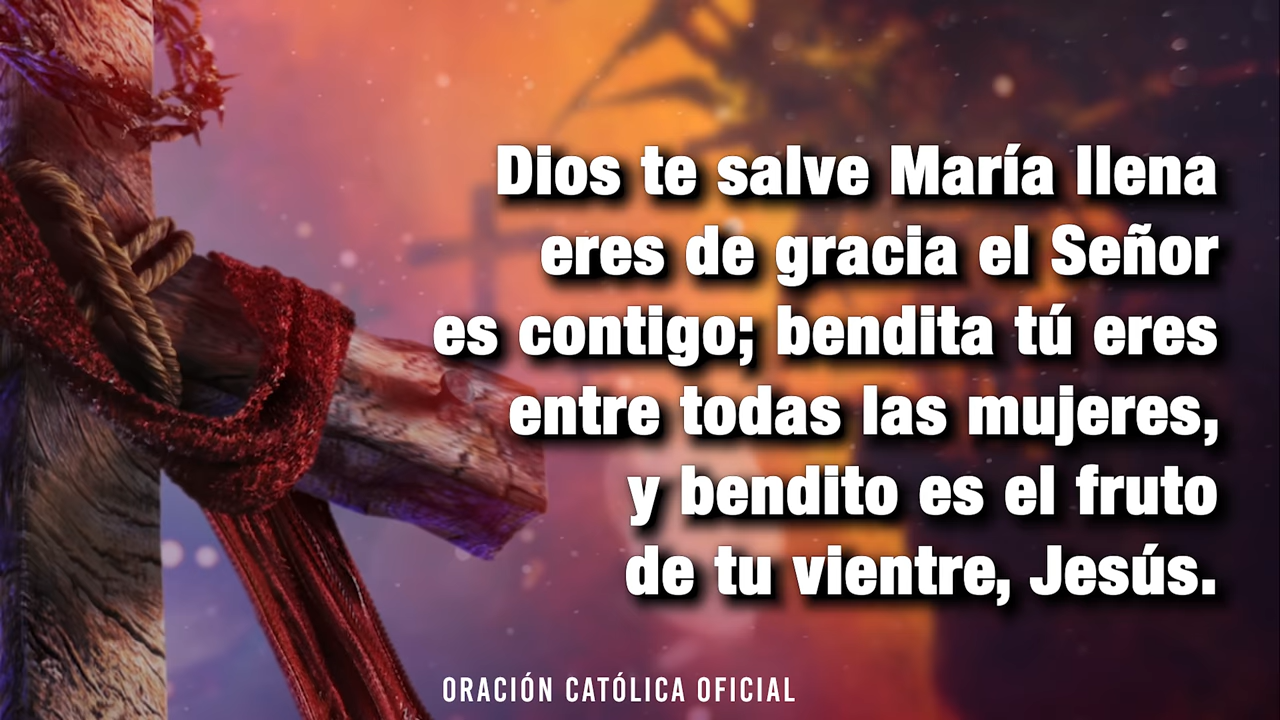 Dios te salve María llena
eres de gracia el Señor
es contigo; bendita tú eres
entre todas las mujeres,
y bendito es el fruto
de tu vientre, Jesús.
ORACIÓN CATÓLICA OFICIAL